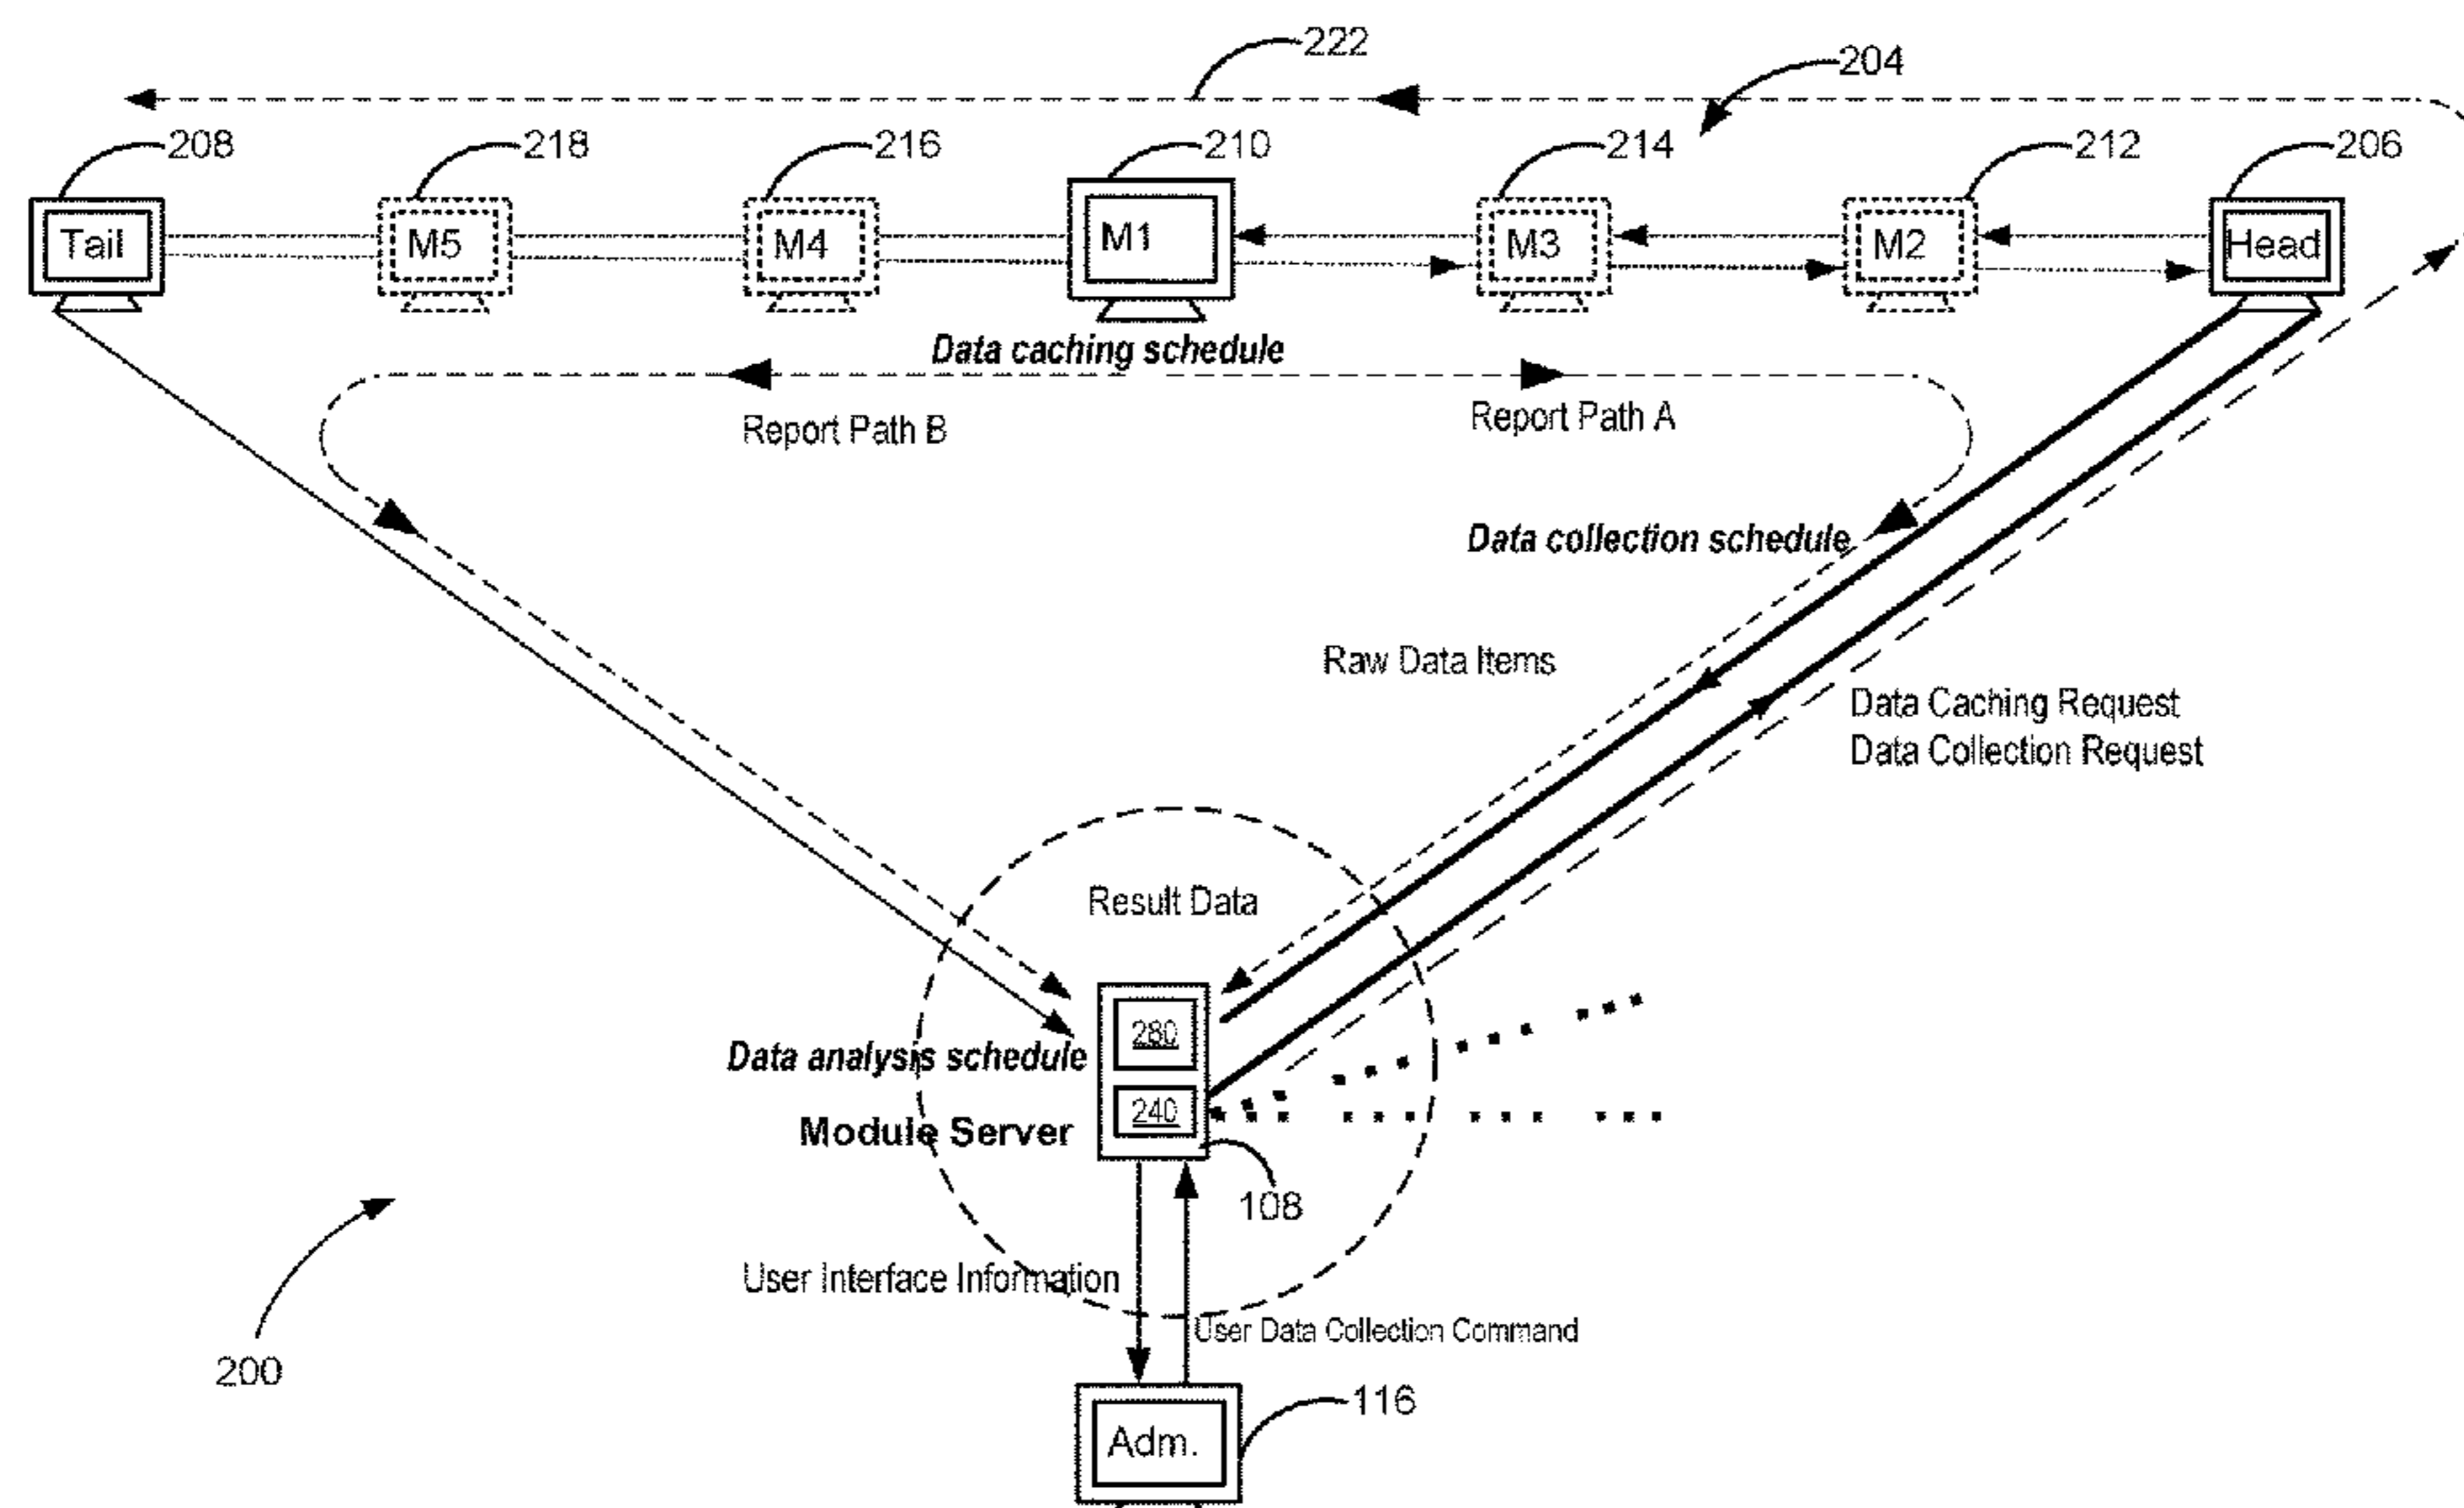 222
204
208
218
216
210
214
212
206
Tail
M5
M4
M1
M3
M2
Head
Data caching schedule
Report Path B
Report Path A
Data collection schedule
Raw Data Items
Data Caching Request
Data Collection Request
Result Data
280
Data analysis schedule
240
Module Server
108
User Interface Information
User Data Collection Command
200
116
Adm.